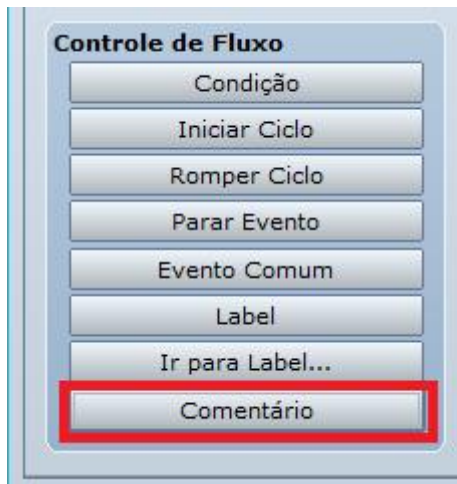 Controle de Fluxo
Condição
Iniciar Ciclo
Romper Ciclo
Parar Evento
Evento Comum
Label
Ir para Label...
Comentário